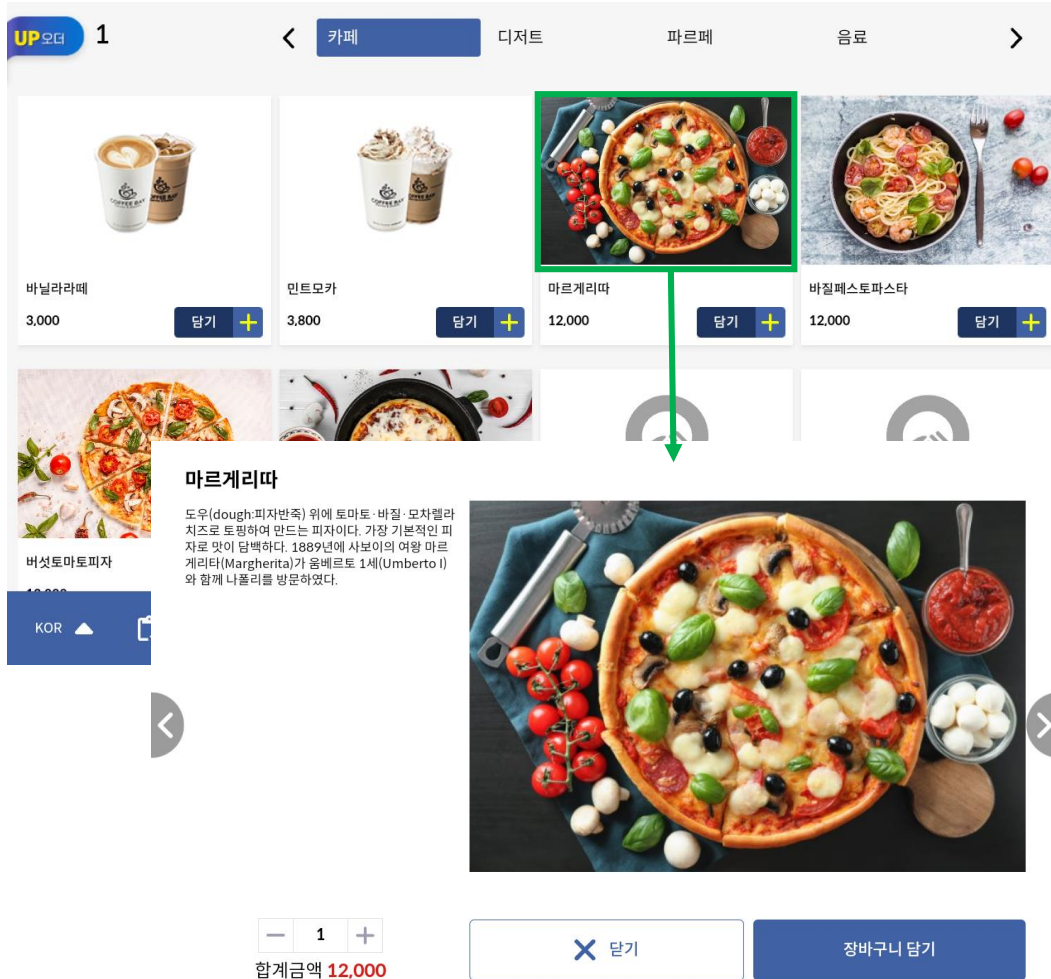 UP오더 1 카페 디저트 파르페 음료
COFFEE BAY
COFFEE BAY
바닐라라떼
3,000 담기
민트모카
3,800 담기
마르게리따
12,000 담기
바질페스토파스타
12,000 담기
버섯토마토피자
KOR
마르게리따
도우(dough:피자반죽) 위에 토마토·바질·모차렐라
치즈로 토핑하여 만드는 피자이다. 가장 기본적인 피
자로 맛이 담백하다. 1889년에 사보이의 여왕 마르
게리타(Margherita)가 움베르토 1세(Umberto I)
와 함께 나폴리를 방문하였다.
1
합계금액 12,000
닫기
장바구니 담기